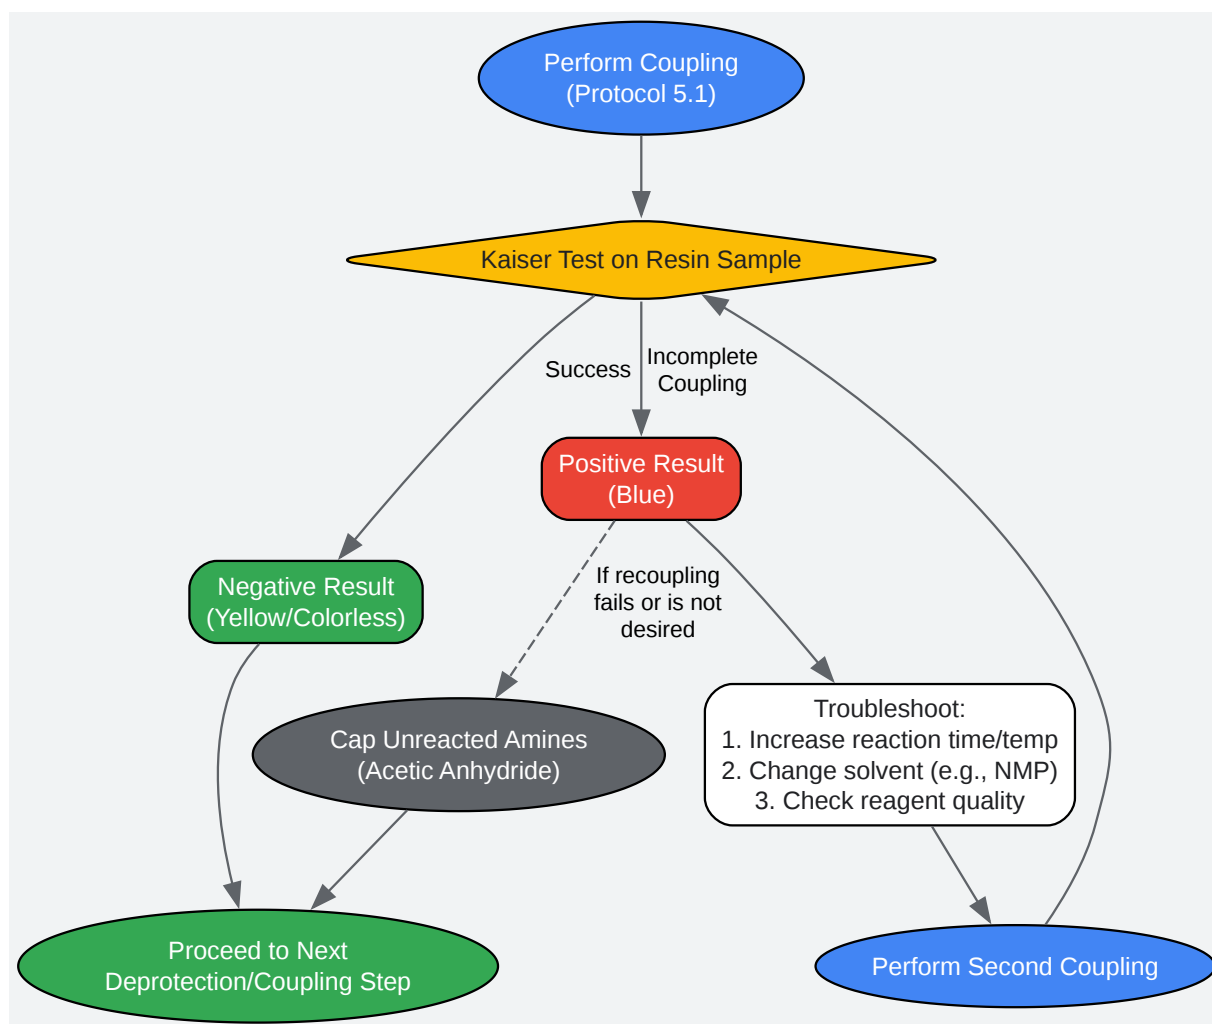 Perform Coupling
(Protocol 5.1)
Kaiser Test on Resin Sample
Success
Incomplete
Coupling
Positive Result
(Blue)
If recoupling
fails or is not
desired
Negative Result
(Yellow/Colorless)
Cap Unreacted Amines
(Acetic Anhydride)
Troubleshoot:
1. Increase reaction time/temp
2. Change solvent (e.g., NMP)
3. Check reagent quality
Proceed to Next
Deprotection/Coupling Step
Perform Second Coupling